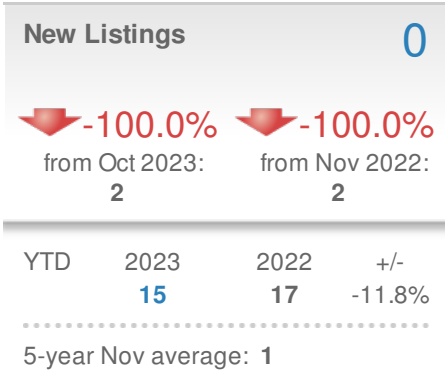 New Listings 0
-100.0% -100.0%
from Oct 2023: from Nov 2022:
2 2
YTD 2023 2022 +/-
15 17 -11.8%
5-year Nov average: 1